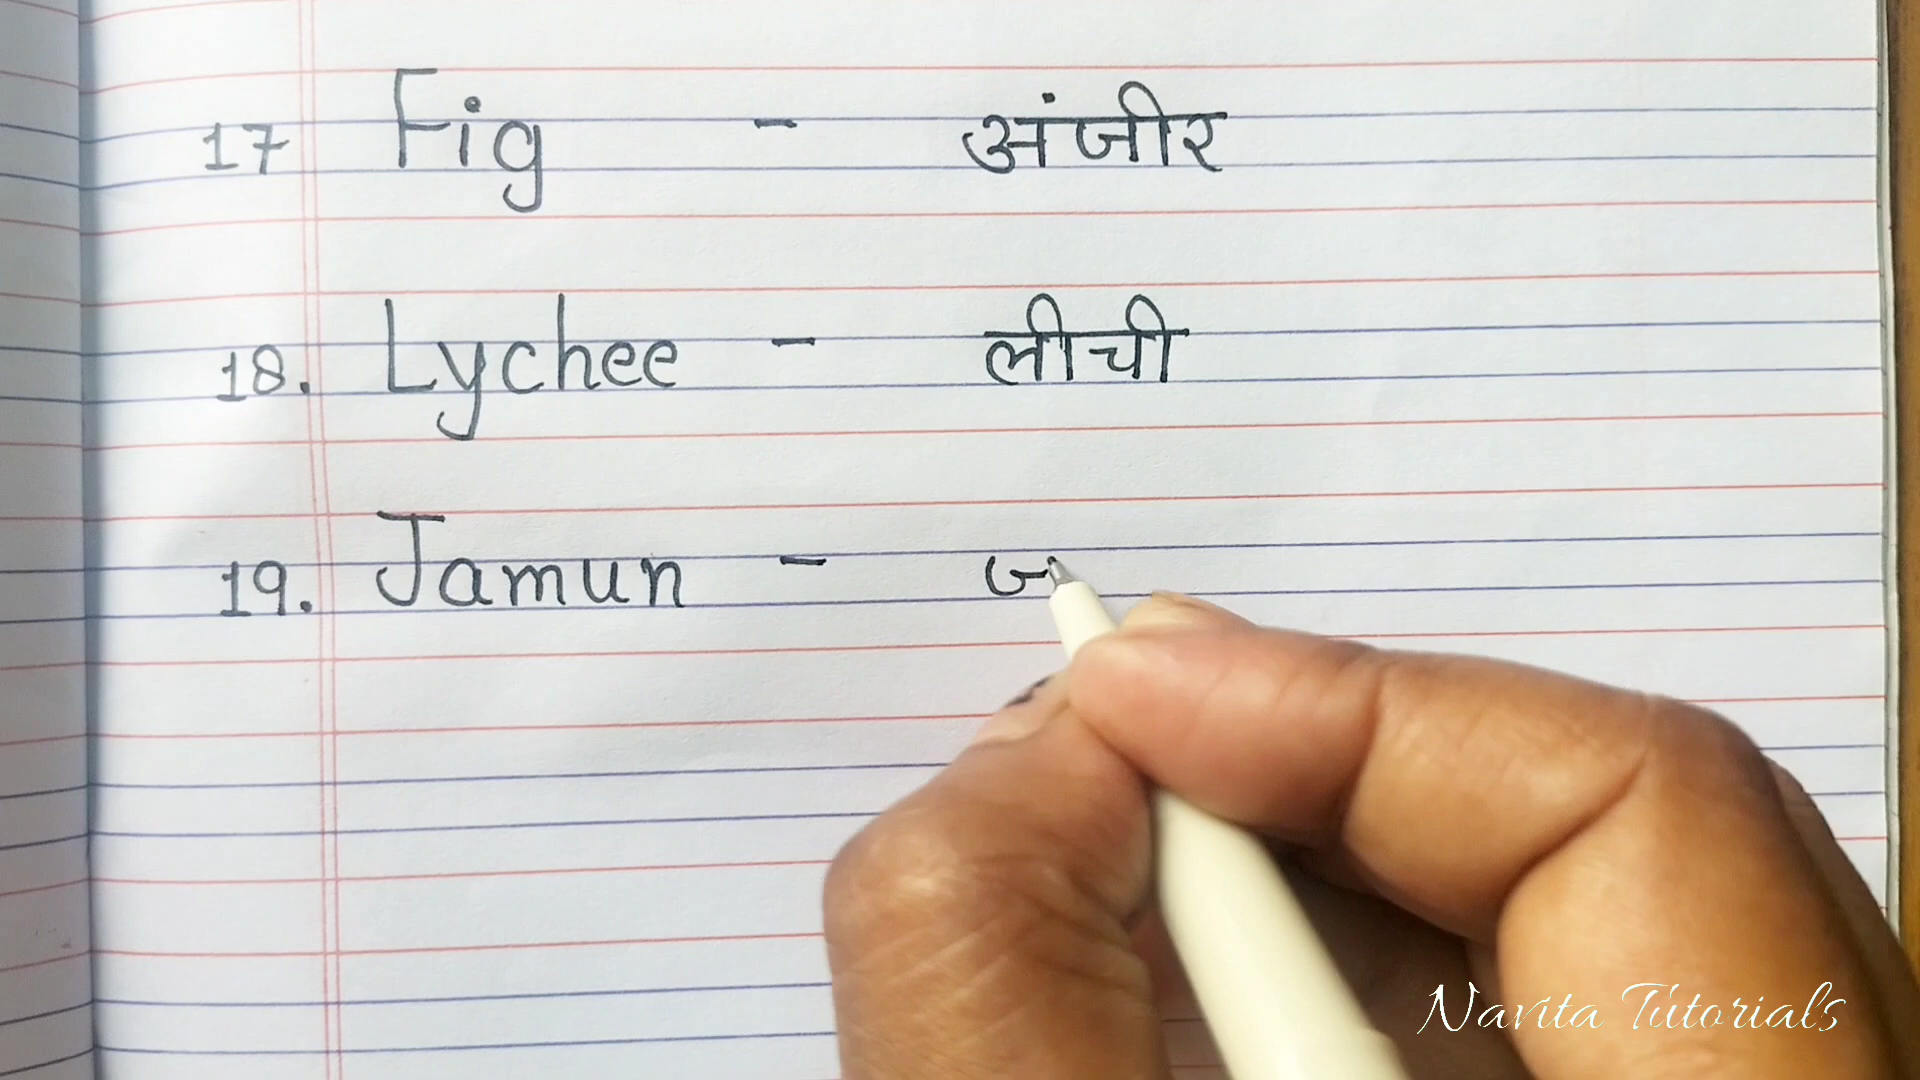 17 Fig - अंजीर
18. Lychee - लीची
19. Jamun -
Navita Tutorials